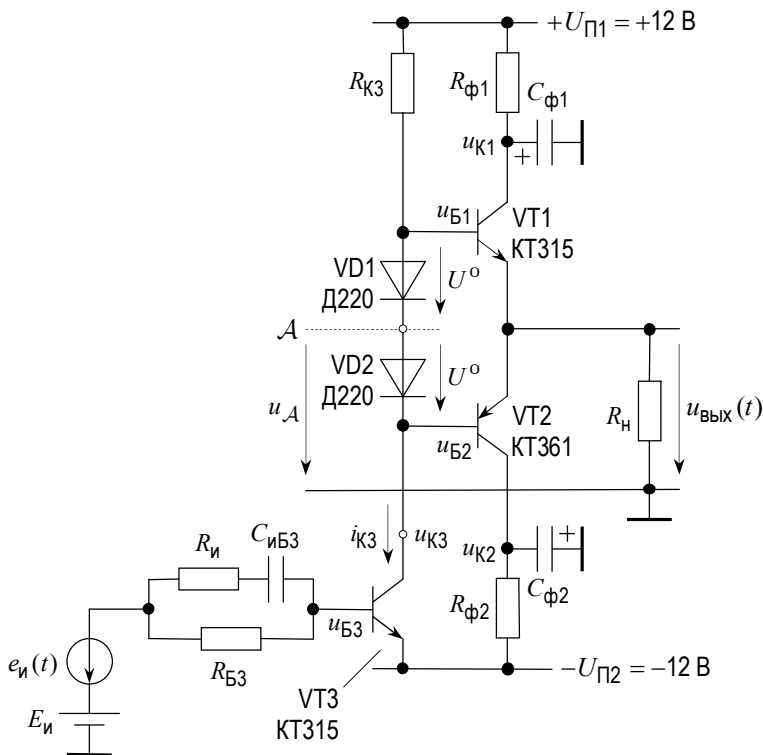 +U_П1 = +12 В
R_К3
R_ф1
C_ф1
u_К1
+
u_Б1
VT1
КТ315
VD1
Д220
U^o
A
VD2
Д220
U^o
u_A
u_Б2
VT2
КТ361
R_н
u_вых(t)
i_К3
u_К3
u_К2
+
C_ф2
R_ф2
R_и
C_иБ3
u_Б3
R_Б3
e_и(t)
E_и
VT3
КТ315
−U_П2 = −12 В